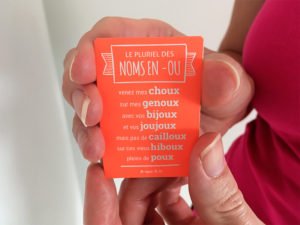 LE PLURIEL DES
NOMS EN -OU
venez mes choux
sur mes genoux
avec vos bijoux
et vos joujoux
mais pas de cailloux
sur ces vieux hiboux
pleins de poux